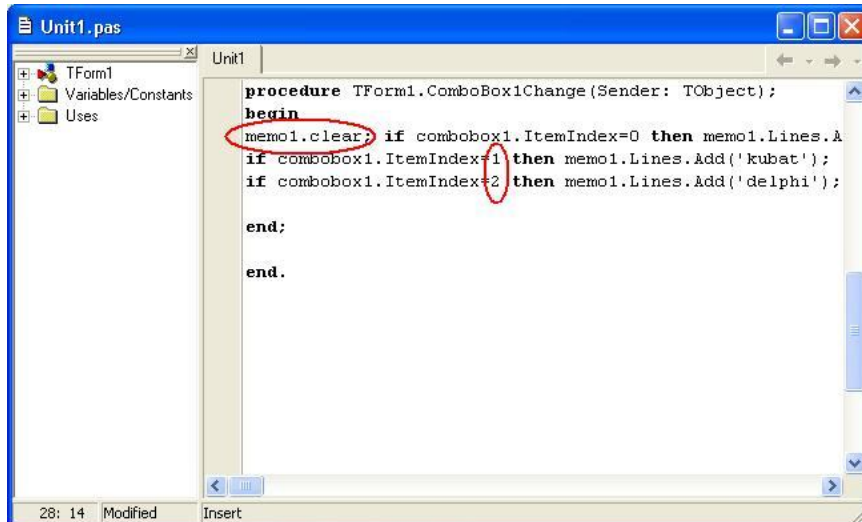 Unit1.pas
TForm1
Variables/Constants
Uses
Unit1
procedure TForm1.ComboBox1Change(Sender: TObject);
begin
memo1.clear; if combobox1.ItemIndex=0 then memo1.Lines.A
if combobox1.ItemIndex=1 then memo1.Lines.Add('kubat');
if combobox1.ItemIndex=2 then memo1.Lines.Add('delphi');
end;
end.
28: 14 Modified Insert